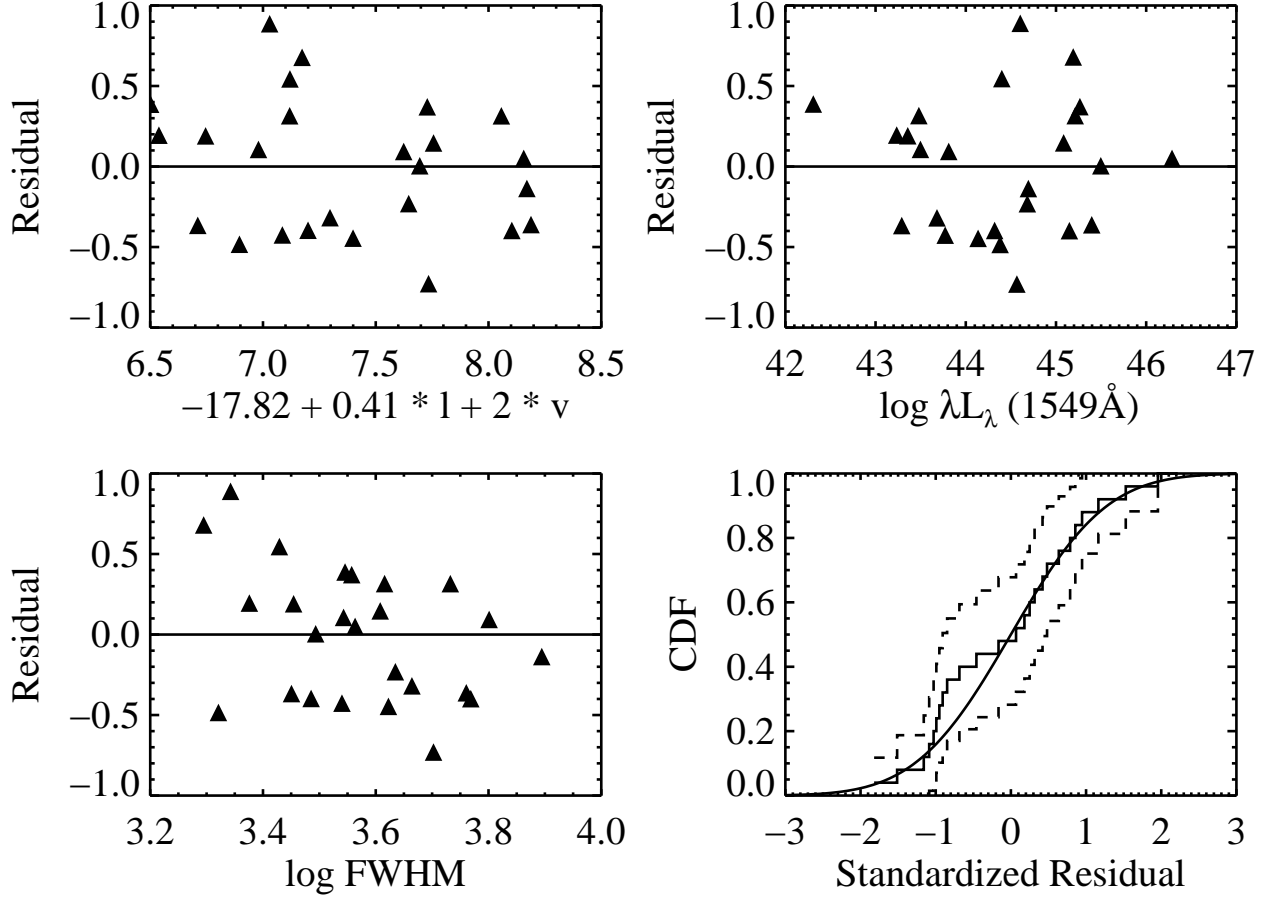 1.0
0.5
0.0
−0.5
−1.0
Residual
6.5 7.0 7.5 8.0 8.5
−17.82 + 0.41 * l + 2 * v
1.0
0.5
0.0
−0.5
−1.0
Residual
42 43 44 45 46 47
log λLλ (1549Å)
1.0
0.5
0.0
−0.5
−1.0
Residual
3.2 3.4 3.6 3.8 4.0
log FWHM
1.0
0.8
0.6
0.4
0.2
0.0
CDF
−3 −2 −1 0 1 2 3
Standardized Residual